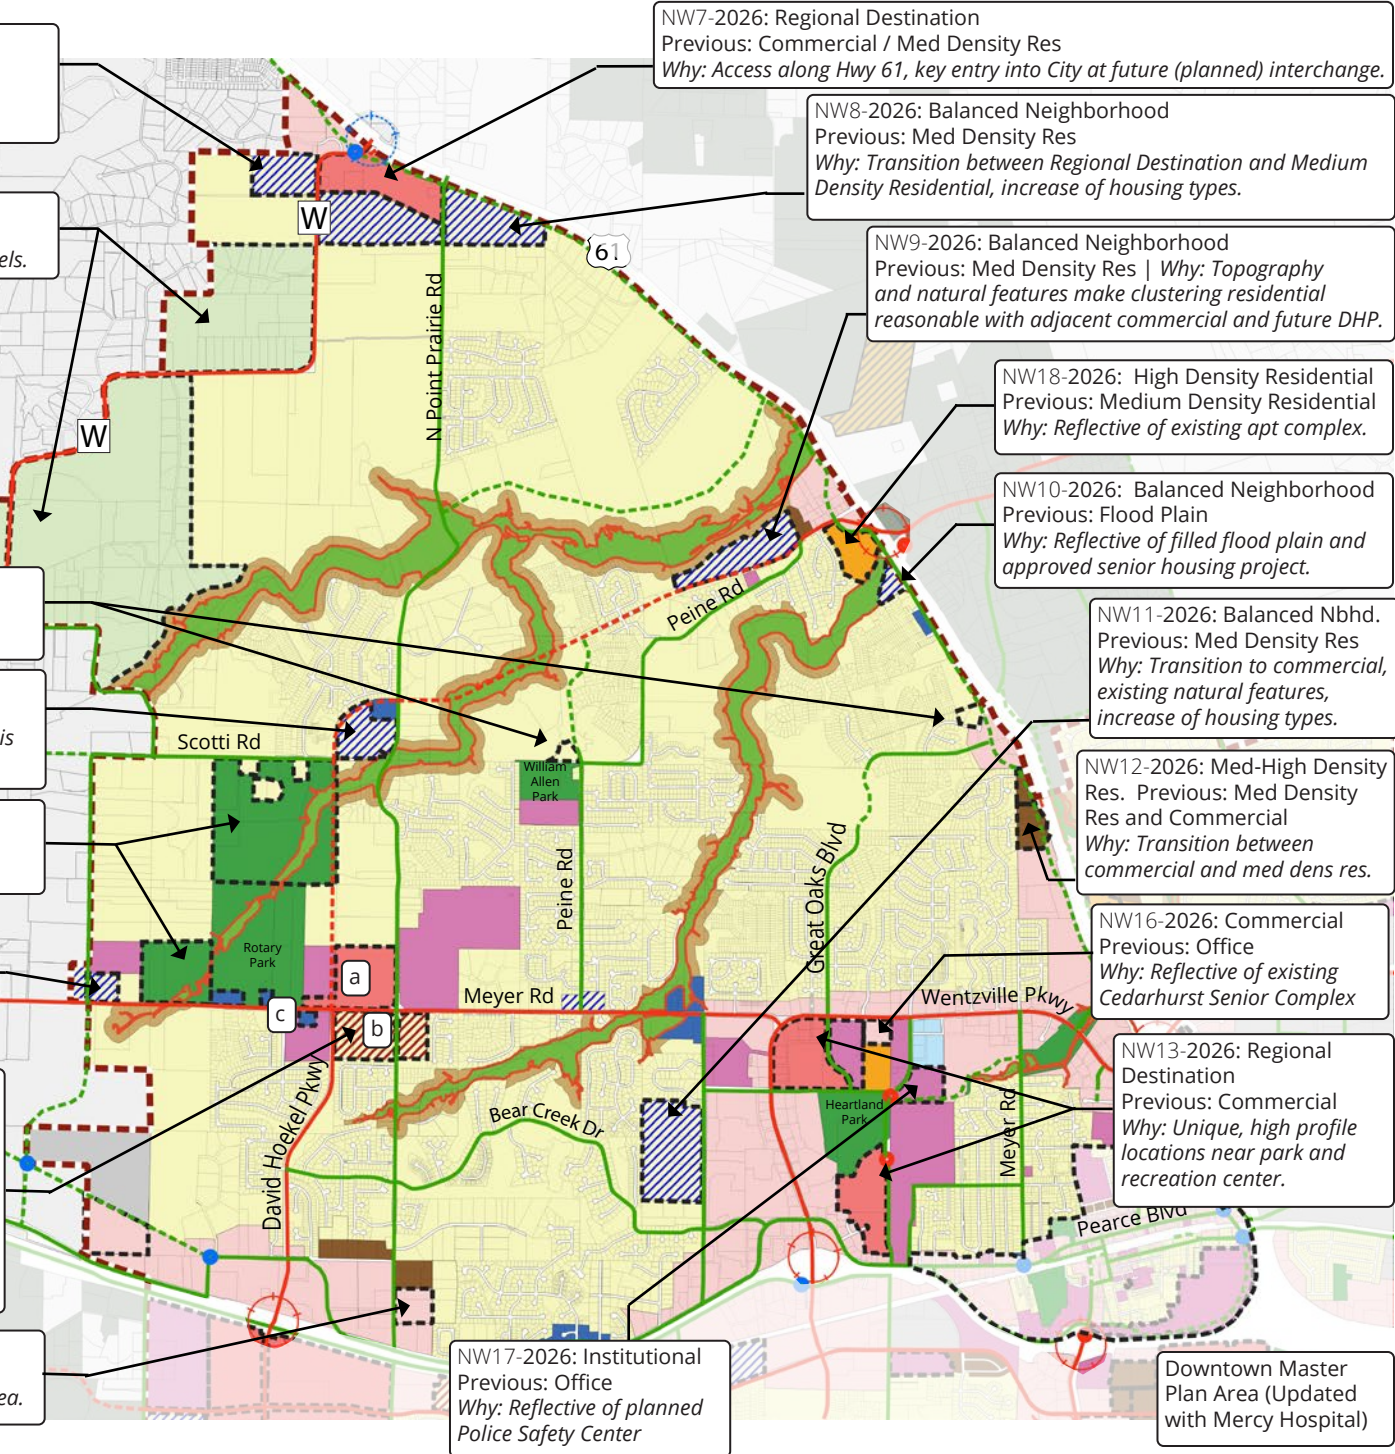 NW7-2026: Regional Destination
Previous: Commercial / Med Density Res
Why: Access along Hwy 61, key entry into City at future (planned) interchange.
NW8-2026: Balanced Neighborhood
Previous: Med Density Res
Why: Transition between Regional Destination and Medium
Density Residential, increase of housing types.
W
61
els.
NW9-2026: Balanced Neighborhood
Previous: Med Density Res | Why: Topography
and natural features make clustering residential
reasonable with adjacent commercial and future DHP.
N Point Prairie Rd
W
NW18-2026: High Density Residential
Previous: Medium Density Residential
Why: Reflective of existing apt complex.
NW10-2026: Balanced Neighborhood
Previous: Flood Plain
Why: Reflective of filled flood plain and
approved senior housing project.
Peine Rd
NW11-2026: Balanced Nbhd.
Previous: Med Density Res
Why: Transition to commercial,
existing natural features,
increase of housing types.
is
Scotti Rd
William
Allen
Park
NW12-2026: Med-High Density
Res. Previous: Med Density
Res and Commercial
Why: Transition between
commercial and med dens res.
Peine Rd
Great Oaks Blvd
Rotary
Park
NW16-2026: Commercial
Previous: Office
Why: Reflective of existing
Cedarhurst Senior Complex
a
Meyer Rd
Wentzville Pkwy
c
b
NW13-2026: Regional
Destination
Previous: Commercial
Why: Unique, high profile
locations near park and
recreation center.
Heartland
Park
Bear Creek Dr
David Hoekel Pkwy
Meyer Rd
Pearce Blvd
NW17-2026: Institutional
Previous: Office
Why: Reflective of planned
Police Safety Center
ea.
Downtown Master
Plan Area (Updated
with Mercy Hospital)